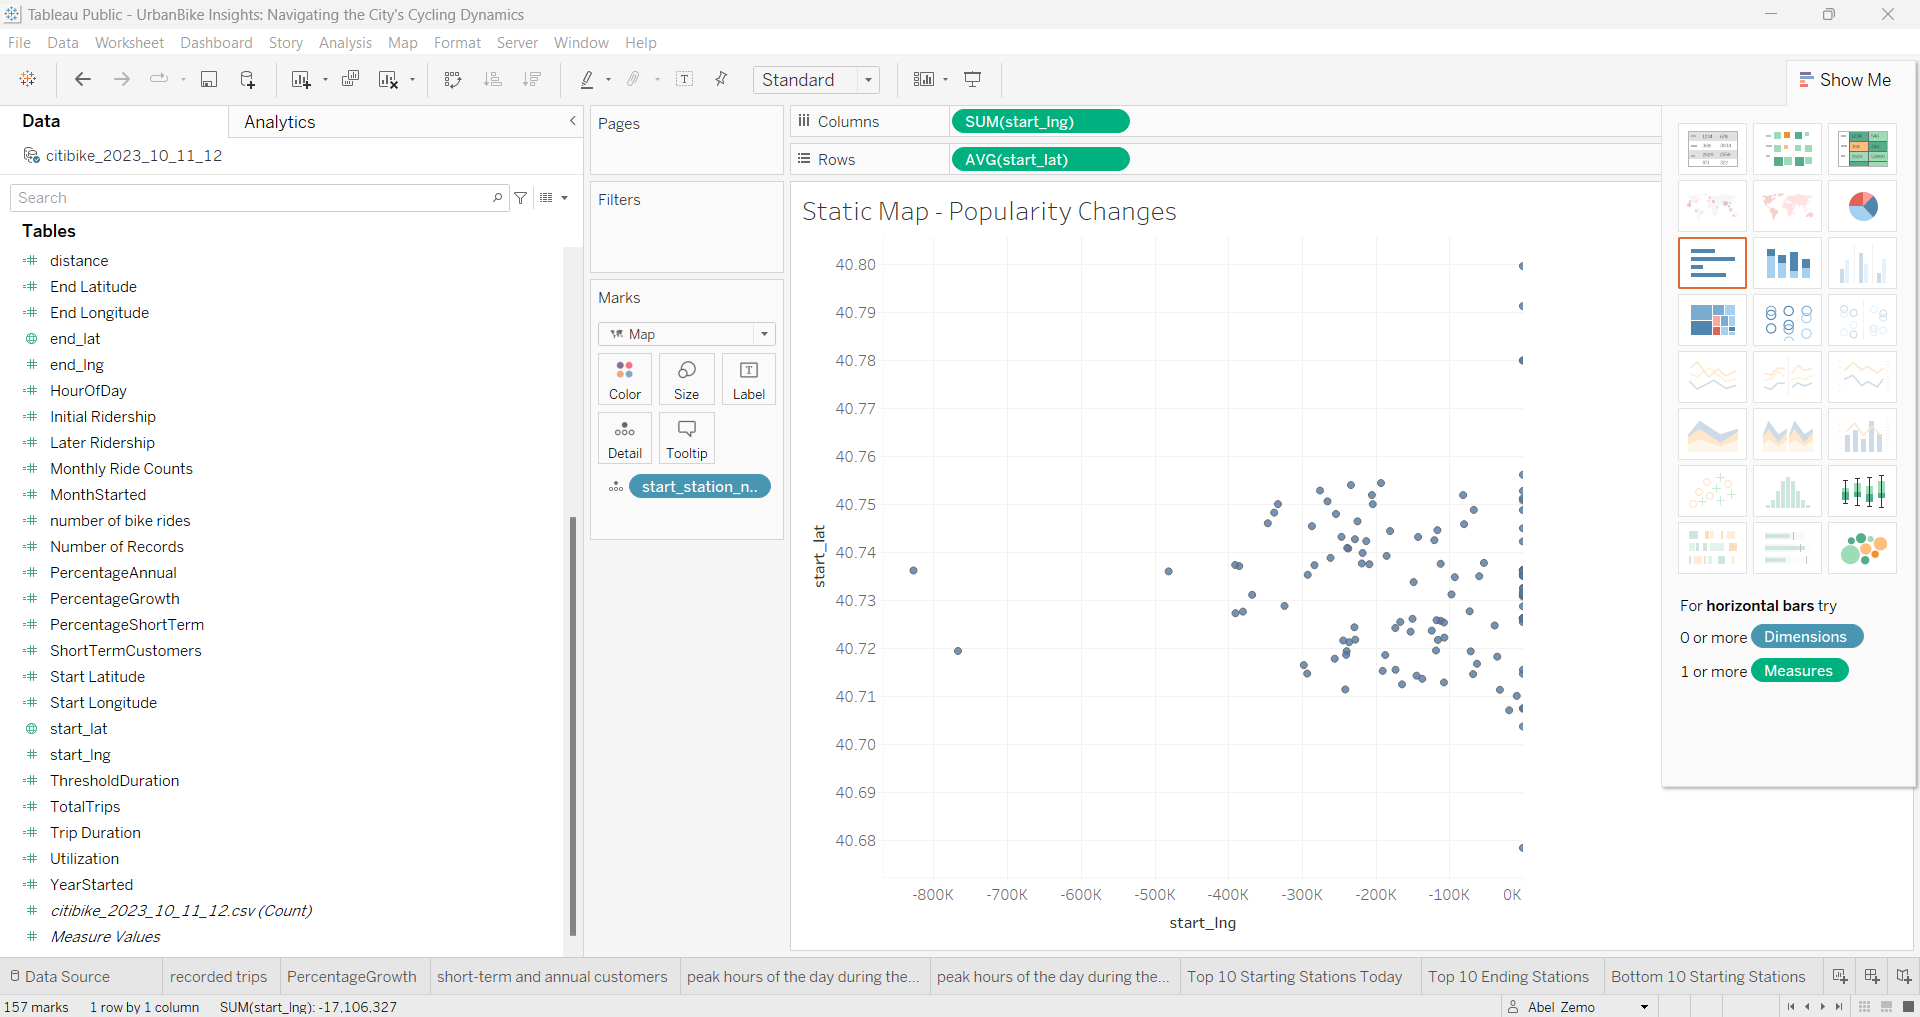 Tableau Public - UrbanBike Insights: Navigating the City's Cycling Dynamics
File Data Worksheet Dashboard Story Analysis Map Format Server Window Help
Standard
Show Me
Data
Analytics
citibike_2023_10_11_12
Search
Tables
distance
End Latitude
End Longitude
end_lat
end_lng
HourOfDay
Initial Ridership
Later Ridership
Monthly Ride Counts
MonthStarted
number of bike rides
Number of Records
PercentageAnnual
PercentageGrowth
PercentageShortTerm
ShortTermCustomers
Start Latitude
Start Longitude
start_lat
start_lng
ThresholdDuration
TotalTrips
Trip Duration
Utilization
YearStarted
citibike_2023_10_11_12.csv (Count)
Measure Values
Pages
Filters
Marks
Map
Color
Size
Label
Detail
Tooltip
start_station_n..
Columns
SUM(start_lng)
Rows
AVG(start_lat)
Static Map - Popularity Changes
40.80
40.79
40.78
40.77
40.76
40.75
40.74
40.73
40.72
40.71
40.70
40.69
40.68
start_lat
-800K -700K -600K -500K -400K -300K -200K -100K 0K
start_lng
For horizontal bars try
0 or more Dimensions
1 or more Measures
Data Source
recorded trips
PercentageGrowth
short-term and annual customers
peak hours of the day during the...
peak hours of the day during the...
Top 10 Starting Stations Today
Top 10 Ending Stations
Bottom 10 Starting Stations
157 marks
1 row by 1 column
SUM(start_lng): -17,106,327
Abel Zemo